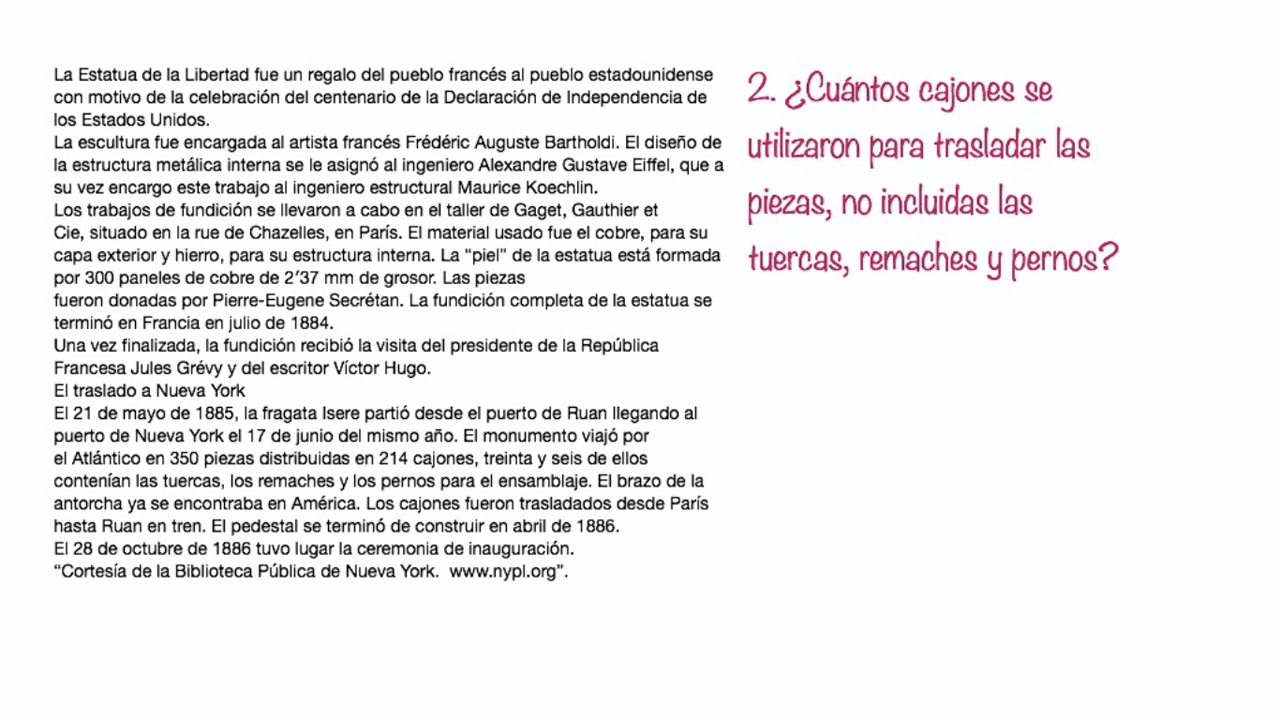 La Estatua de la Libertad fue un regalo del pueblo francés al pueblo estadounidense
con motivo de la celebración del centenario de la Declaración de Independencia de
los Estados Unidos.
La escultura fue encargada al artista francés Frédéric Auguste Bartholdi. El diseño de
la estructura metálica interna se le asignó al ingeniero Alexandre Gustave Eiffel, que a
su vez encargo este trabajo al ingeniero estructural Maurice Koechlin.
Los trabajos de fundición se llevaron a cabo en el taller de Gaget, Gauthier et
Cie, situado en la rue de Chazelles, en París. El material usado fue el cobre, para su
capa exterior y hierro, para su estructura interna. La “piel” de la estatua está formada
por 300 paneles de cobre de 2′37 mm de grosor. Las piezas
fueron donadas por Pierre-Eugene Secrétan. La fundición completa de la estatua se
terminó en Francia en julio de 1884.
Una vez finalizada, la fundición recibió la visita del presidente de la República
Francesa Jules Grévy y del escritor Víctor Hugo.
El traslado a Nueva York
El 21 de mayo de 1885, la fragata Isere partió desde el puerto de Ruan llegando al
puerto de Nueva York el 17 de junio del mismo año. El monumento viajó por
el Atlántico en 350 piezas distribuidas en 214 cajones, treinta y seis de ellos
contenían las tuercas, los remaches y los pernos para el ensamblaje. El brazo de la
antorcha ya se encontraba en América. Los cajones fueron trasladados desde París
hasta Ruan en tren. El pedestal se terminó de construir en abril de 1886.
El 28 de octubre de 1886 tuvo lugar la ceremonia de inauguración.
“Cortesía de la Biblioteca Pública de Nueva York.  www.nypl.org”.
2. ¿Cuántos cajones se
utilizaron para trasladar las
piezas, no incluidas las
tuercas, remaches y pernos?